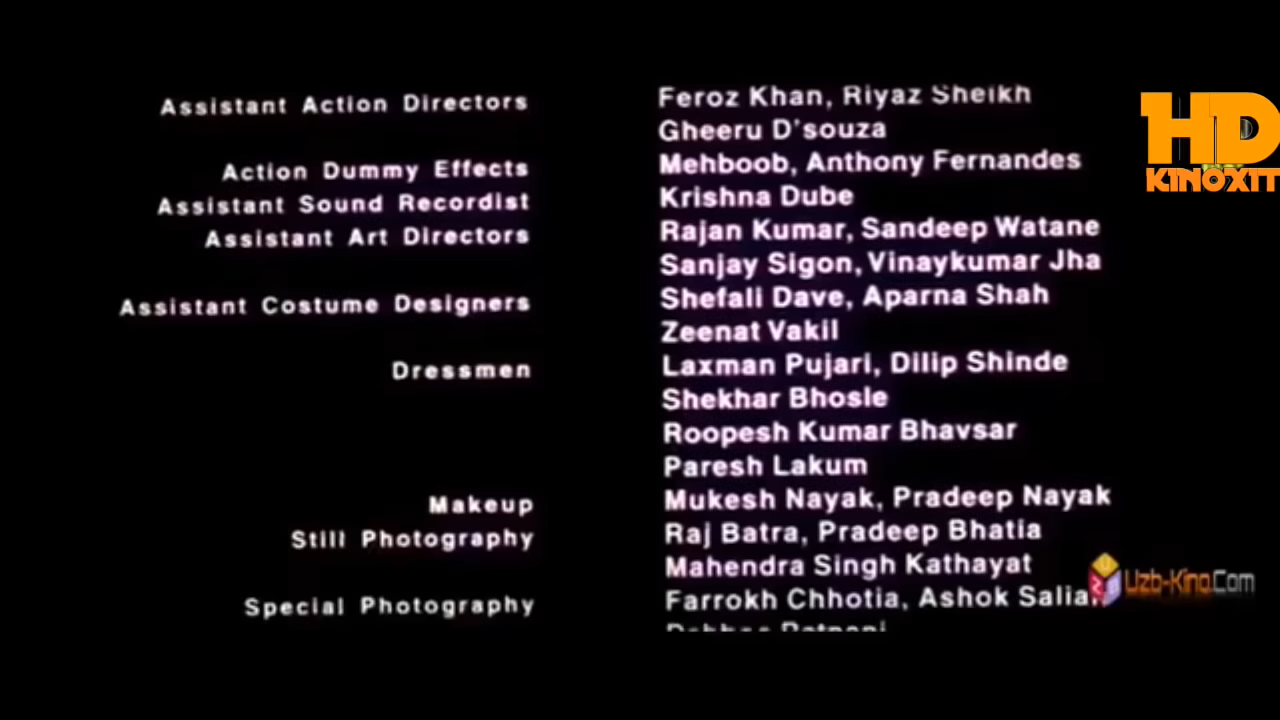 Assistant Action Directors Feroz Khan, Riyaz Sheikh
Gheeru D'souza
Action Dummy Effects Mehboob, Anthony Fernandes
Assistant Sound Recordist Krishna Dube
Assistant Art Directors Rajan Kumar, Sandeep Watane
Sanjay Sigon, Vinaykumar Jha
Assistant Costume Designers Shefali Dave, Aparna Shah
Zeenat Vakil
Dressmen Laxman Pujari, Dilip Shinde
Shekhar Bhosle
Roopesh Kumar Bhavsar
Paresh Lakum
Makeup Mukesh Nayak, Pradeep Nayak
Still Photography Raj Batra, Pradeep Bhatia
Mahendra Singh Kathayat
Special Photography Farrokh Chhotia, Ashok Salian
HD
KINOXIT
Uzb-Kino.Com